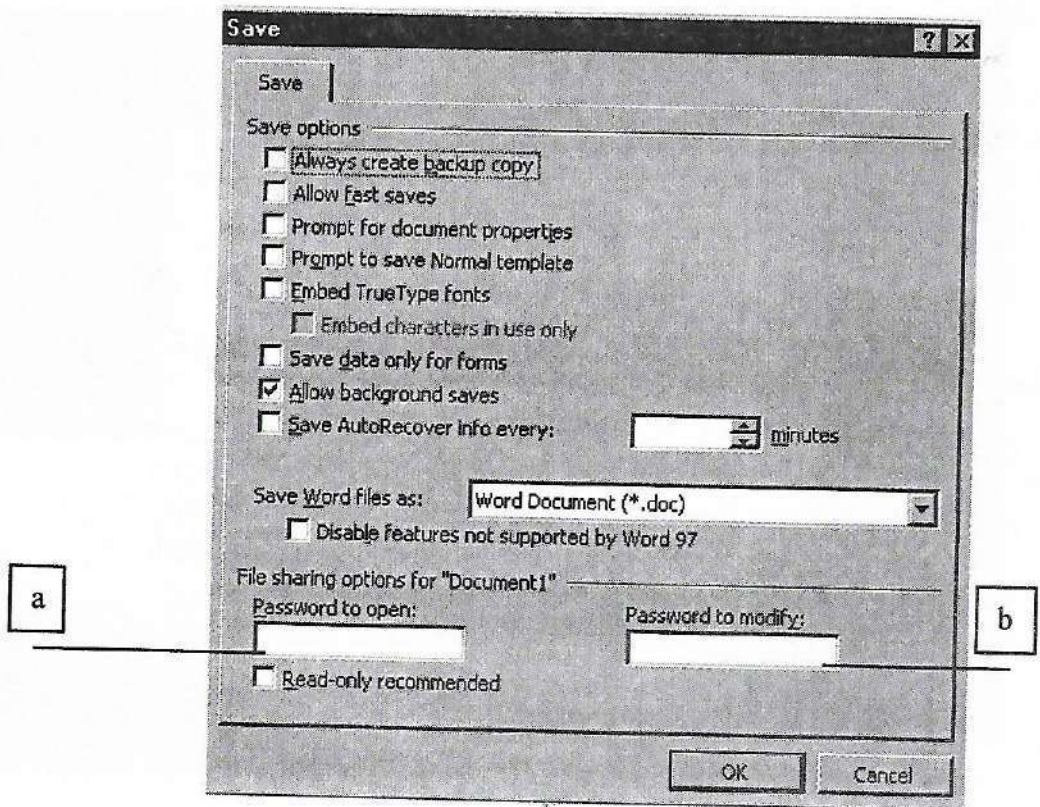 Save
Save
Save options
Always create backup copy
Allow fast saves
Prompt for document properties
Prompt to save Normal template
Embed TrueType fonts
Embed characters in use only
Save data only for forms
Allow background saves
Save AutoRecover info every: minutes
Save Word files as: Word Document (*.doc)
Disable features not supported by Word 97
File sharing options for "Document1"
a
Password to open: Password to modify:
b
Read-only recommended
OK Cancel